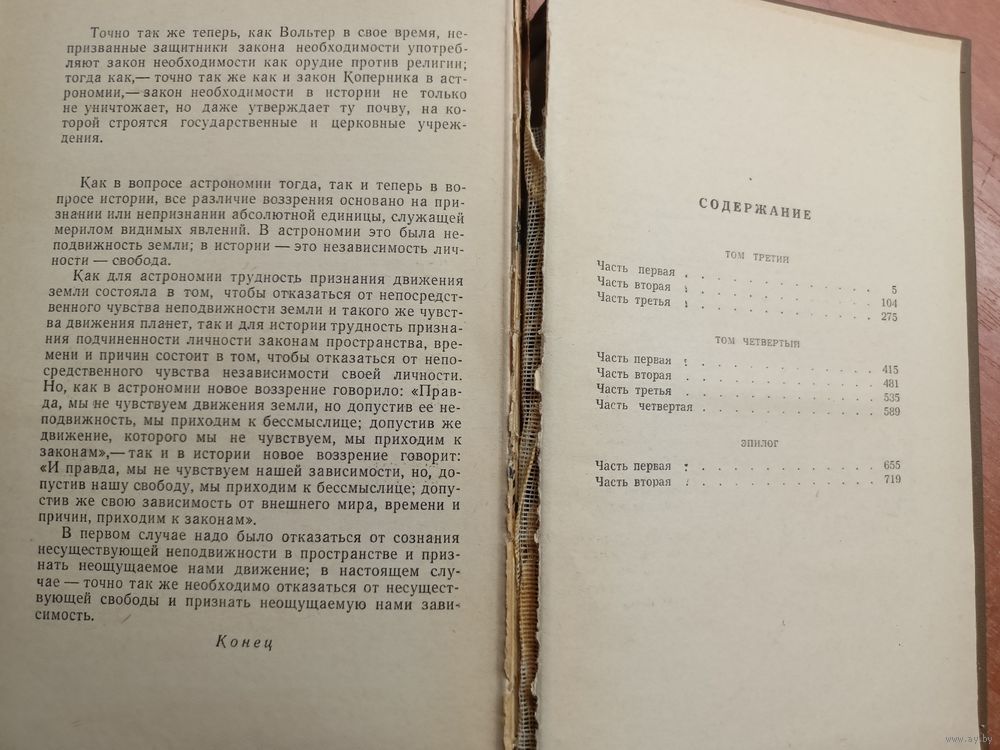 Точно так же теперь, как Вольтер в свое время, не-
призванные защитники закона необходимости употреб-
ляют закон необходимости как орудие против религии;
тогда как,— точно так же как и закон Коперника в аст-
рономии,— закон необходимости в истории не только
не уничтожает, но даже утверждает ту почву, на ко-
торой строятся государственные и церковные учреж-
дения.
Как в вопросе астрономии тогда, так и теперь в во-
просе истории, все различие воззрения основано на при-
знании или непризнании абсолютной единицы, служащей
мерилом видимых явлений. В астрономии это была не-
подвижность земли; в истории — это независимость лич-
ности — свобода.
Как для астрономии трудность признания движения
земли состояла в том, чтобы отказаться от непосредст-
венного чувства неподвижности земли и такого же чувст-
ва движения планет, так и для истории трудность призна-
ния подчиненности личности законам пространства, вре-
мени и причин состоит в том, чтобы отказаться от непо-
средственного чувства независимости своей личности.
Но, как в астрономии новое воззрение говорило: «Прав-
да, мы не чувствуем движения земли, но допустив ее не-
подвижность, мы приходим к бессмыслице; допустив же
движение, которого мы не чувствуем, мы приходим к
законам»,— так и в истории новое воззрение говорит:
«И правда, мы не чувствуем нашей зависимости, но, до-
пустив нашу свободу, мы приходим к бессмыслице; допу-
стив же свою зависимость от внешнего мира, времени и
причин, приходим к законам».
В первом случае надо было отказаться от сознания
несуществующей неподвижности в пространстве и приз-
нать неощущаемое нами движение; в настоящем слу-
чае — точно так же необходимо отказаться от несущест-
вующей свободы и признать неощущаемую нами зави-
симость.
Конец
СОДЕРЖАНИЕ
ТОМ ТРЕТИЙ
Часть первая . . . . . . . . . . . 5
Часть вторая . . . . . . . . . . . 104
Часть третья . . . . . . . . . . . 275
ТОМ ЧЕТВЕРТЫЙ
Часть первая . . . . . . . . . . . 415
Часть вторая . . . . . . . . . . . 481
Часть третья . . . . . . . . . . . 535
Часть четвертая . . . . . . . . . . 589
ЭПИЛОГ
Часть первая . . . . . . . . . . . 655
Часть вторая . . . . . . . . . . . 719
www.ay.by